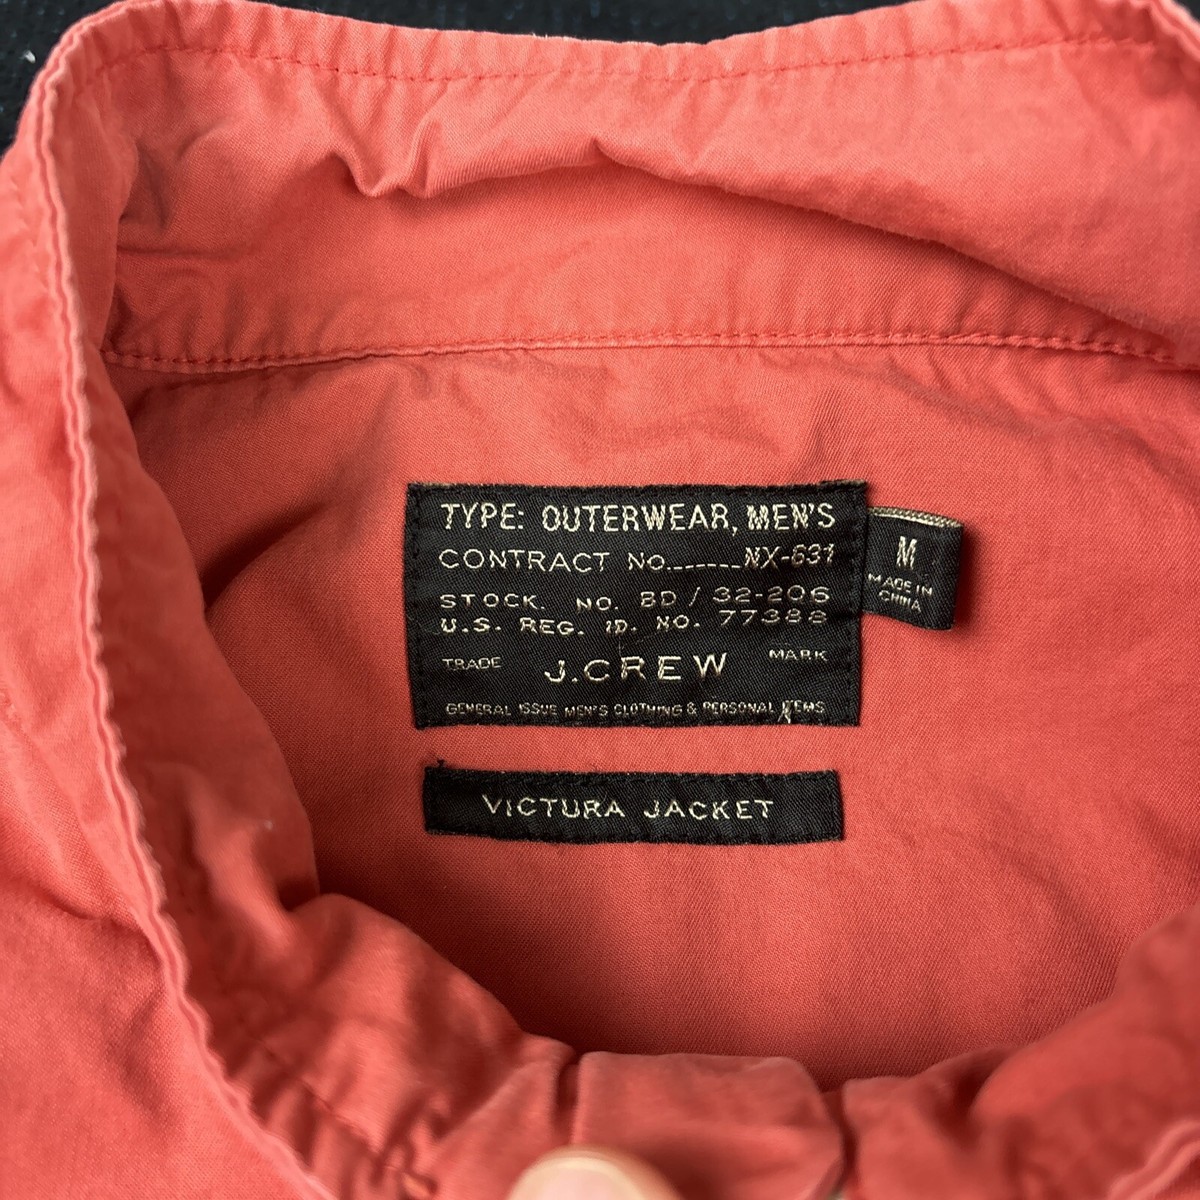 TYPE: OUTERWEAR, MEN'S
CONTRACT NO.......NX-631
STOCK. NO. BD / 32-206
U.S. REG. ID. NO. 77388
TRADE J.CREW MARK
GENERAL ISSUE MEN'S CLOTHING & PERSONAL ITEMS
M
MADE IN
CHINA
VICTURA JACKET